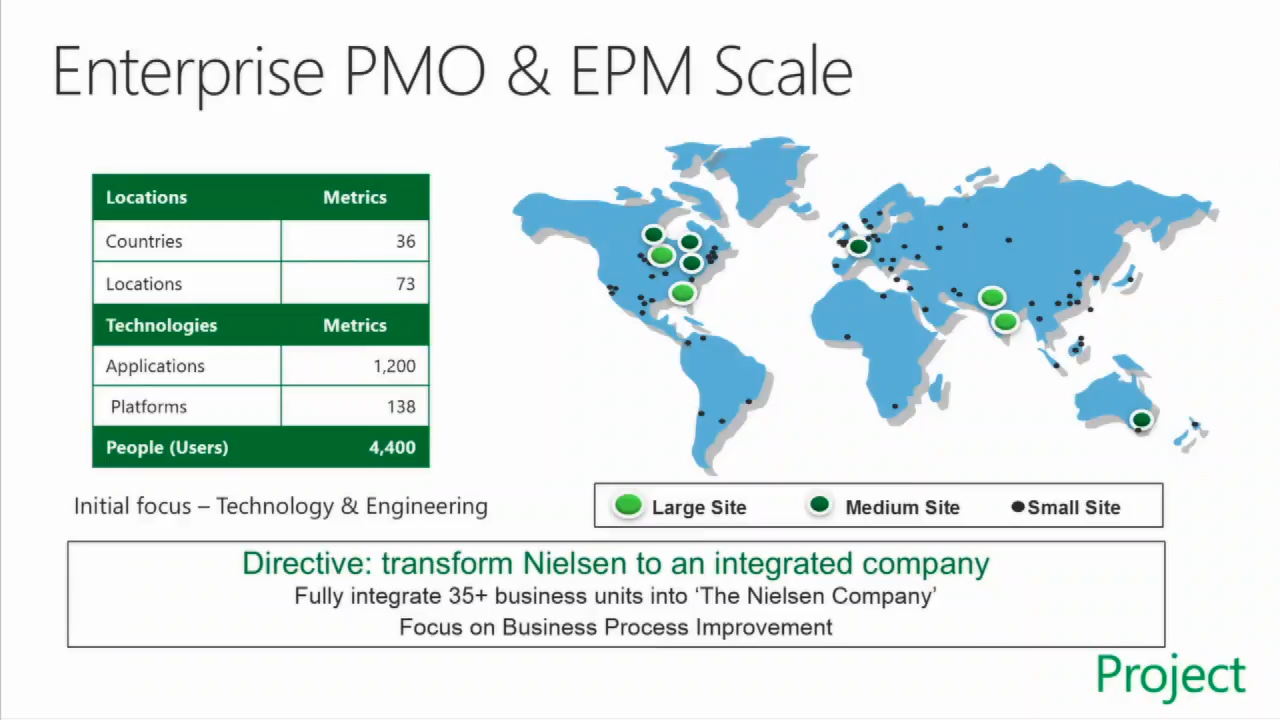 Enterprise PMO & EPM Scale
Locations Metrics
Countries 36
Locations 73
Technologies Metrics
Applications 1,200
Platforms 138
People (Users) 4,400
Initial focus – Technology & Engineering
Large Site Medium Site Small Site
Directive: transform Nielsen to an integrated company
Fully integrate 35+ business units into ‘The Nielsen Company’
Focus on Business Process Improvement
Project